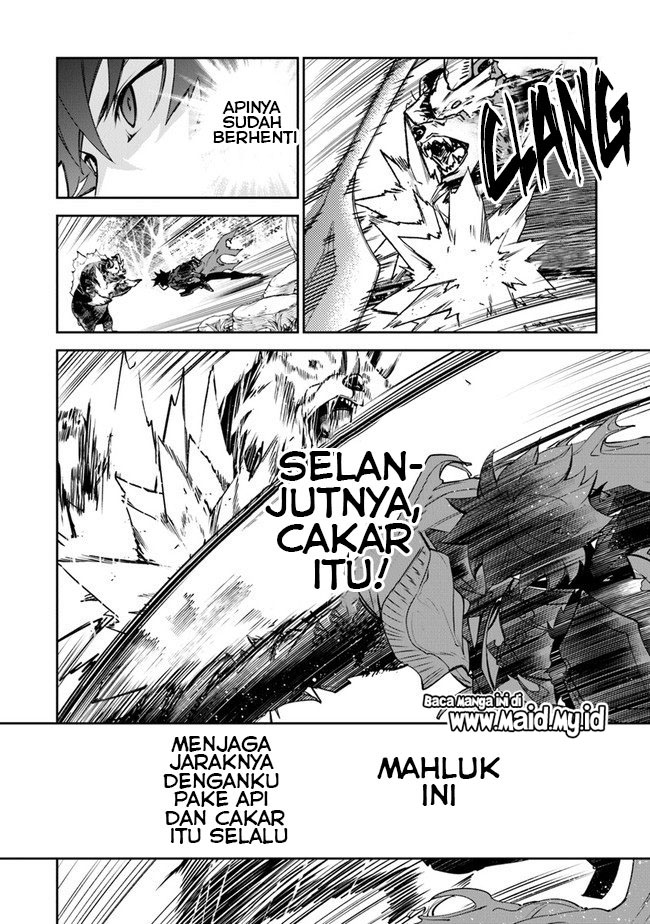 CLANG
APINYA
SUDAH
BERHENTI
SELAN-
JUTNYA,
CAKAR
ITU!
Baca Manga ini di
www.Maid.My.id
MAHLUK
INI
MENJAGA
JARAKNYA
DENGANKU
PAKE API
DAN CAKAR
ITU SELALU